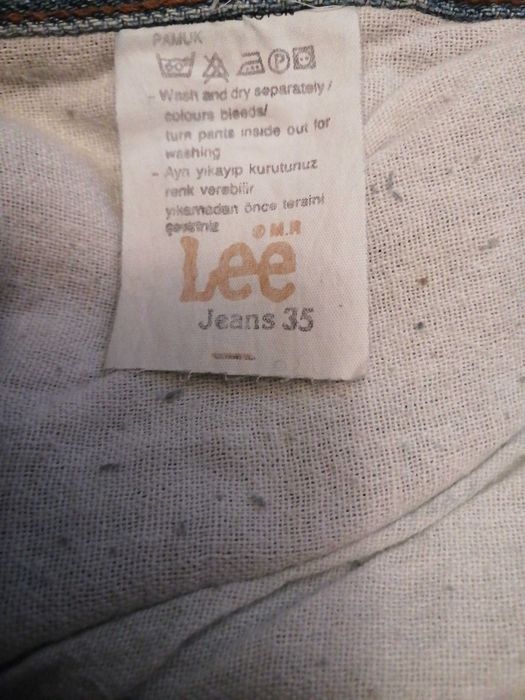 PAMUK
- Wash and dry separately/
colours bleeds/
turn pants inside out for
washing
- Ayrı yıkayıp kurutunuz
renk verebilir
yıkamadan önce tersini
çeviriniz
® M.R
Lee
Jeans 35